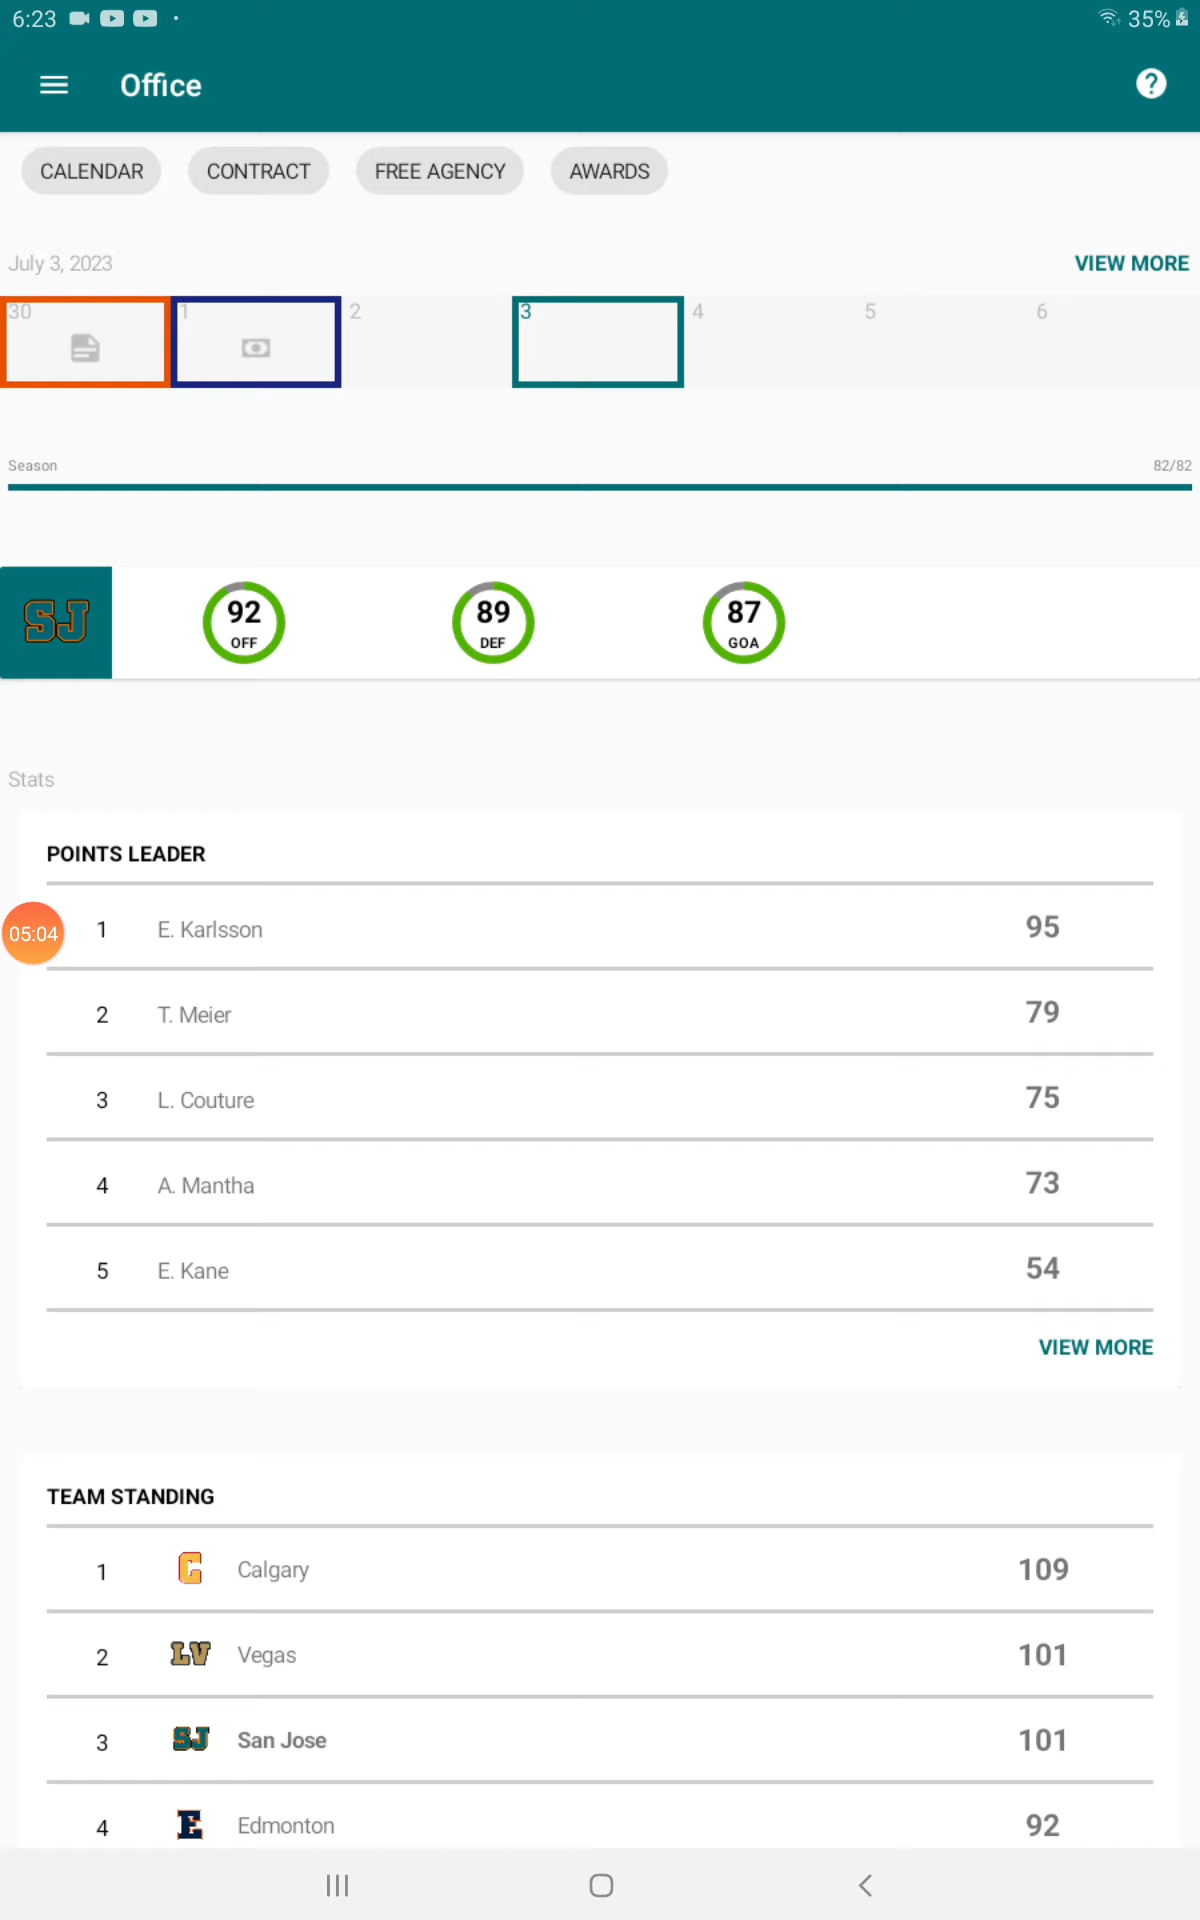 6:23 35%
Office
CALENDAR CONTRACT FREE AGENCY AWARDS
July 3, 2023 VIEW MORE
30 1 2 3 4 5 6
Season 82/82
SJ 92 OFF 89 DEF 87 GOA
Stats
POINTS LEADER
1 E. Karlsson 95
05:04
2 T. Meier 79
3 L. Couture 75
4 A. Mantha 73
5 E. Kane 54
VIEW MORE
TEAM STANDING
1 C Calgary 109
2 LV Vegas 101
3 SJ San Jose 101
4 E Edmonton 92